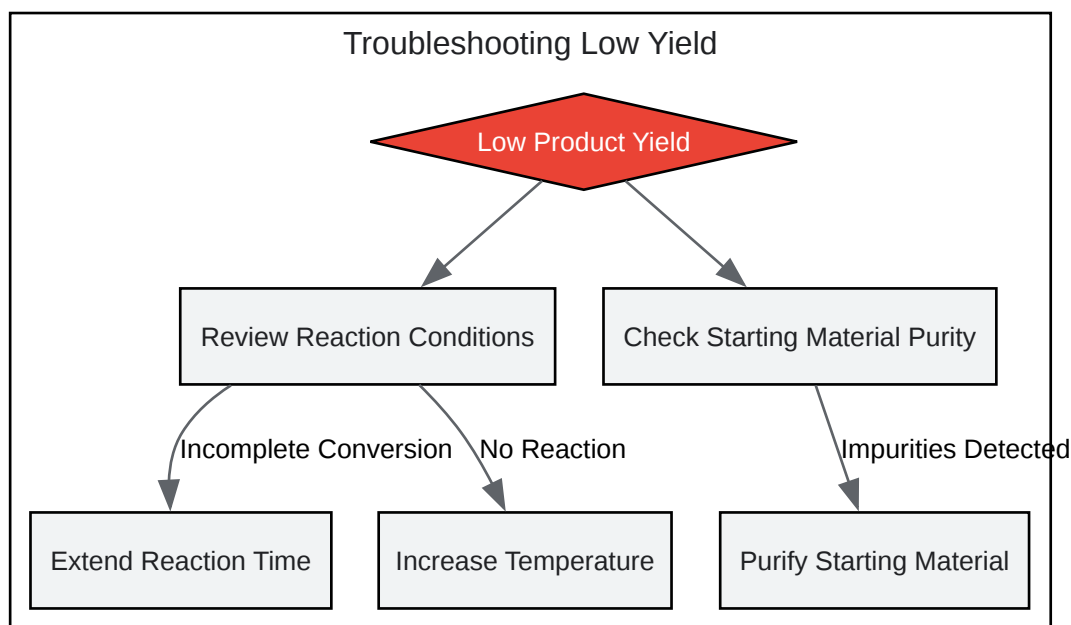 Troubleshooting Low Yield
Low Product Yield
Review Reaction Conditions
Check Starting Material Purity
Incomplete Conversion
No Reaction
Impurities Detected
Extend Reaction Time
Increase Temperature
Purify Starting Material